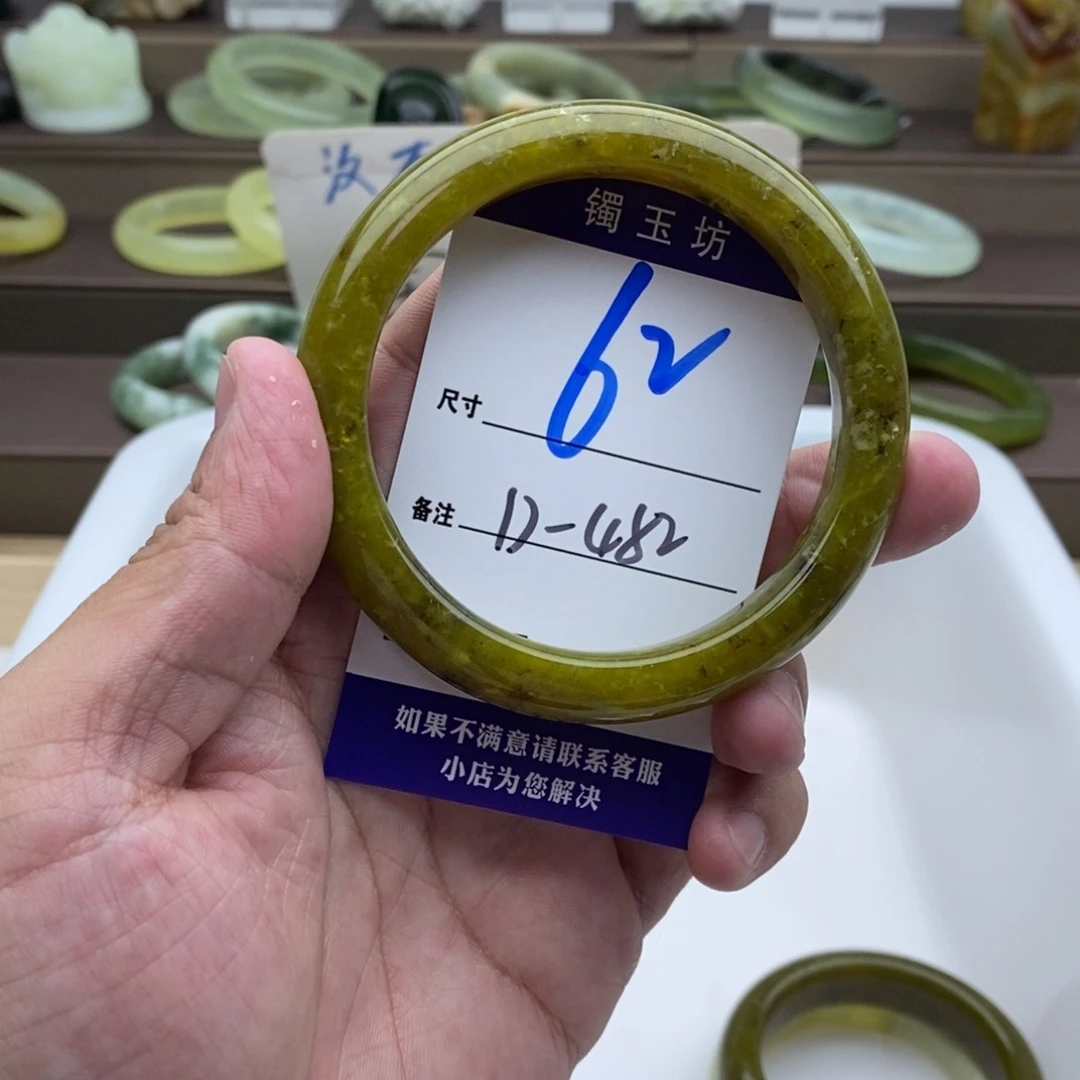 没
镯玉坊
尺寸 62
备注 D-482
如果不满意请联系客服
小店为您解决